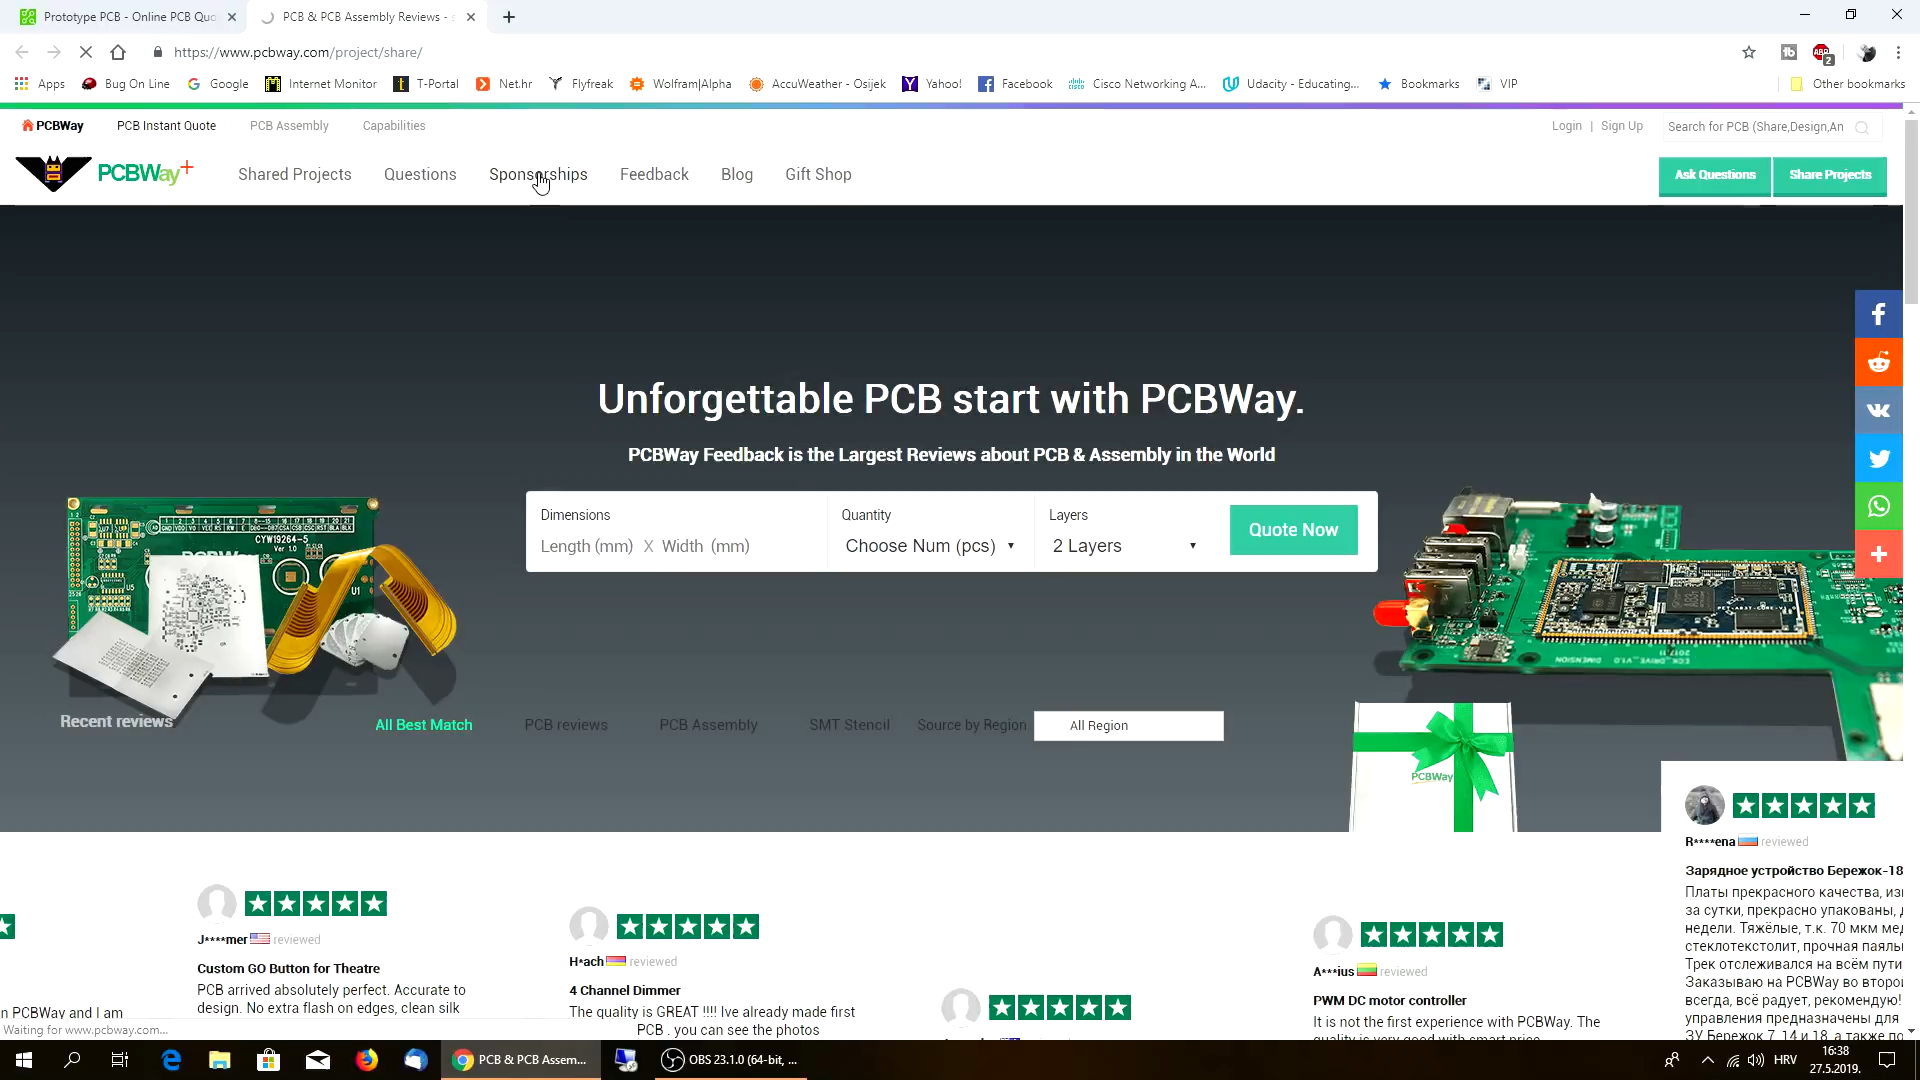 Prototype PCB - Online PCB Quo
PCB & PCB Assembly Reviews -
https://www.pcbway.com/project/share/
Apps
Bug On Line
Google
Internet Monitor
T-Portal
Net.hr
Flyfreak
Wolfram|Alpha
AccuWeather - Osijek
Yahoo!
Facebook
Cisco Networking A...
Udacity - Educating...
Bookmarks
VIP
Other bookmarks
PCBWay
PCB Instant Quote
PCB Assembly
Capabilities
Login | Sign Up
Search for PCB (Share,Design,An
PCBWay+
Shared Projects
Questions
Sponsorships
Feedback
Blog
Gift Shop
Ask Questions
Share Projects
Unforgettable PCB start with PCBWay.
PCBWay Feedback is the Largest Reviews about PCB & Assembly in the World
Dimensions
Quantity
Layers
Length (mm) X Width (mm)
Choose Num (pcs)
2 Layers
Quote Now
CYW19264-5
Ver 1.0
U1
U5
Recent reviews
All Best Match
PCB reviews
PCB Assembly
SMT Stencil
Source by Region
All Region
PCBWay
R****ena reviewed
Зарядное устройство Бережок-18
Платы прекрасного качества, из
за сутки, прекрасно упакованы,
недели. Тяжёлые, т.к. 70 мкм ме
стеклотекстолит, прочная паяль
Трек отслеживался на всём пути
Заказываю на PCBWay во второ
всегда, всё радует, рекомендую!
управления предназначены для
ЗУ Бережок 7, 14 и 18, а также по
J****mer reviewed
Custom GO Button for Theatre
PCB arrived absolutely perfect. Accurate to
design. No extra flash on edges, clean silk
H*ach reviewed
4 Channel Dimmer
The quality is GREAT !!!! Ive already made first
PCB . you can see the photos
A***ius reviewed
PWM DC motor controller
It is not the first experience with PCBWay. The
quality is very good with smart price
n PCBWay and I am
Waiting for www.pcbway.com...
PCB & PCB Assem...
OBS 23.1.0 (64-bit, ...
HRV
16:38
27.5.2019.